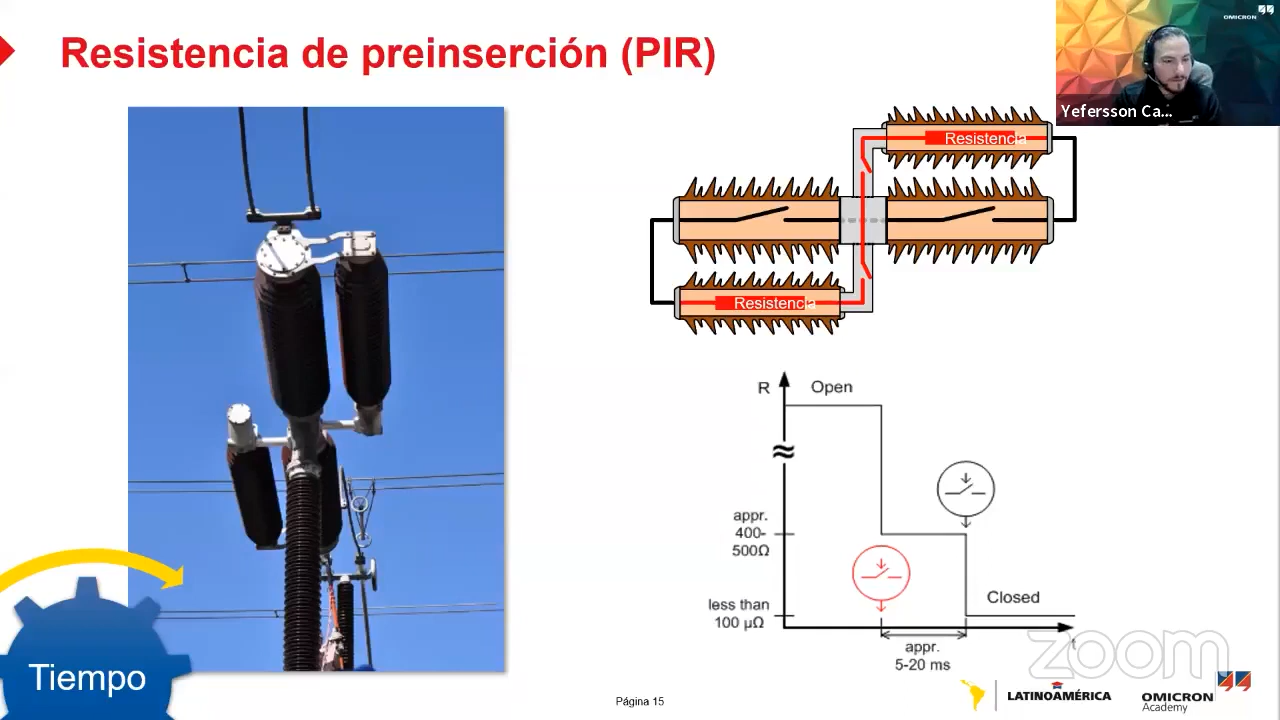 Resistencia de preinserción (PIR)
OMICRON
Yefersson Ca...
Resistencia
Resistencia
R
Open
appr.
400-
500Ω
less than
100 µΩ
Closed
appr.
5-20 ms
t
zoom
Tiempo
Página 15
LATINOAMÉRICA
OMICRON
Academy